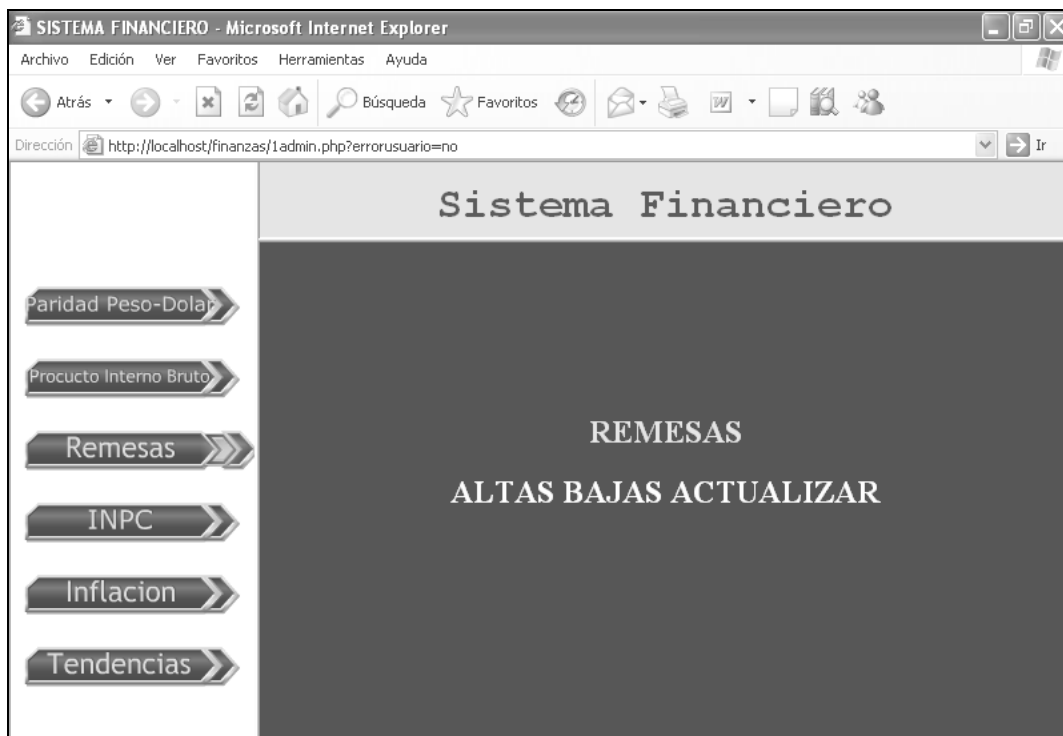 SISTEMA FINANCIERO - Microsoft Internet Explorer
Archivo Edición Ver Favoritos Herramientas Ayuda
Atrás Búsqueda Favoritos
Dirección http://localhost/finanzas/1admin.php?errorusuario=no Ir
Sistema Financiero
Paridad Peso-Dolar
Procucto Interno Bruto
Remesas
INPC
Inflacion
Tendencias
REMESAS
ALTAS BAJAS ACTUALIZAR